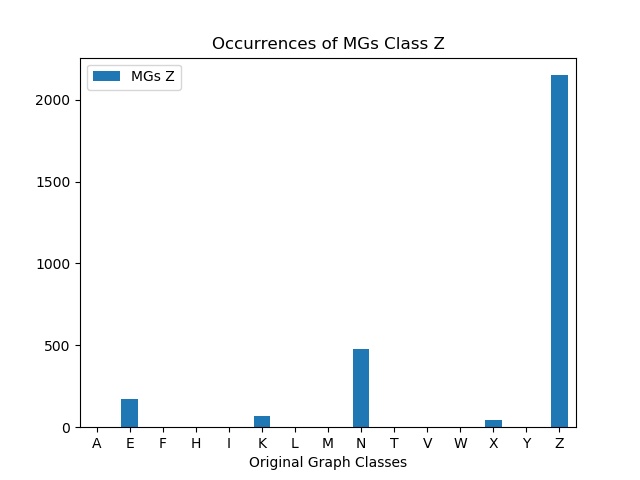 Occurrences of MGs Class Z
MGs Z
2000
1500
1000
500
0
A E F H I K L M N T V W X Y Z
Original Graph Classes